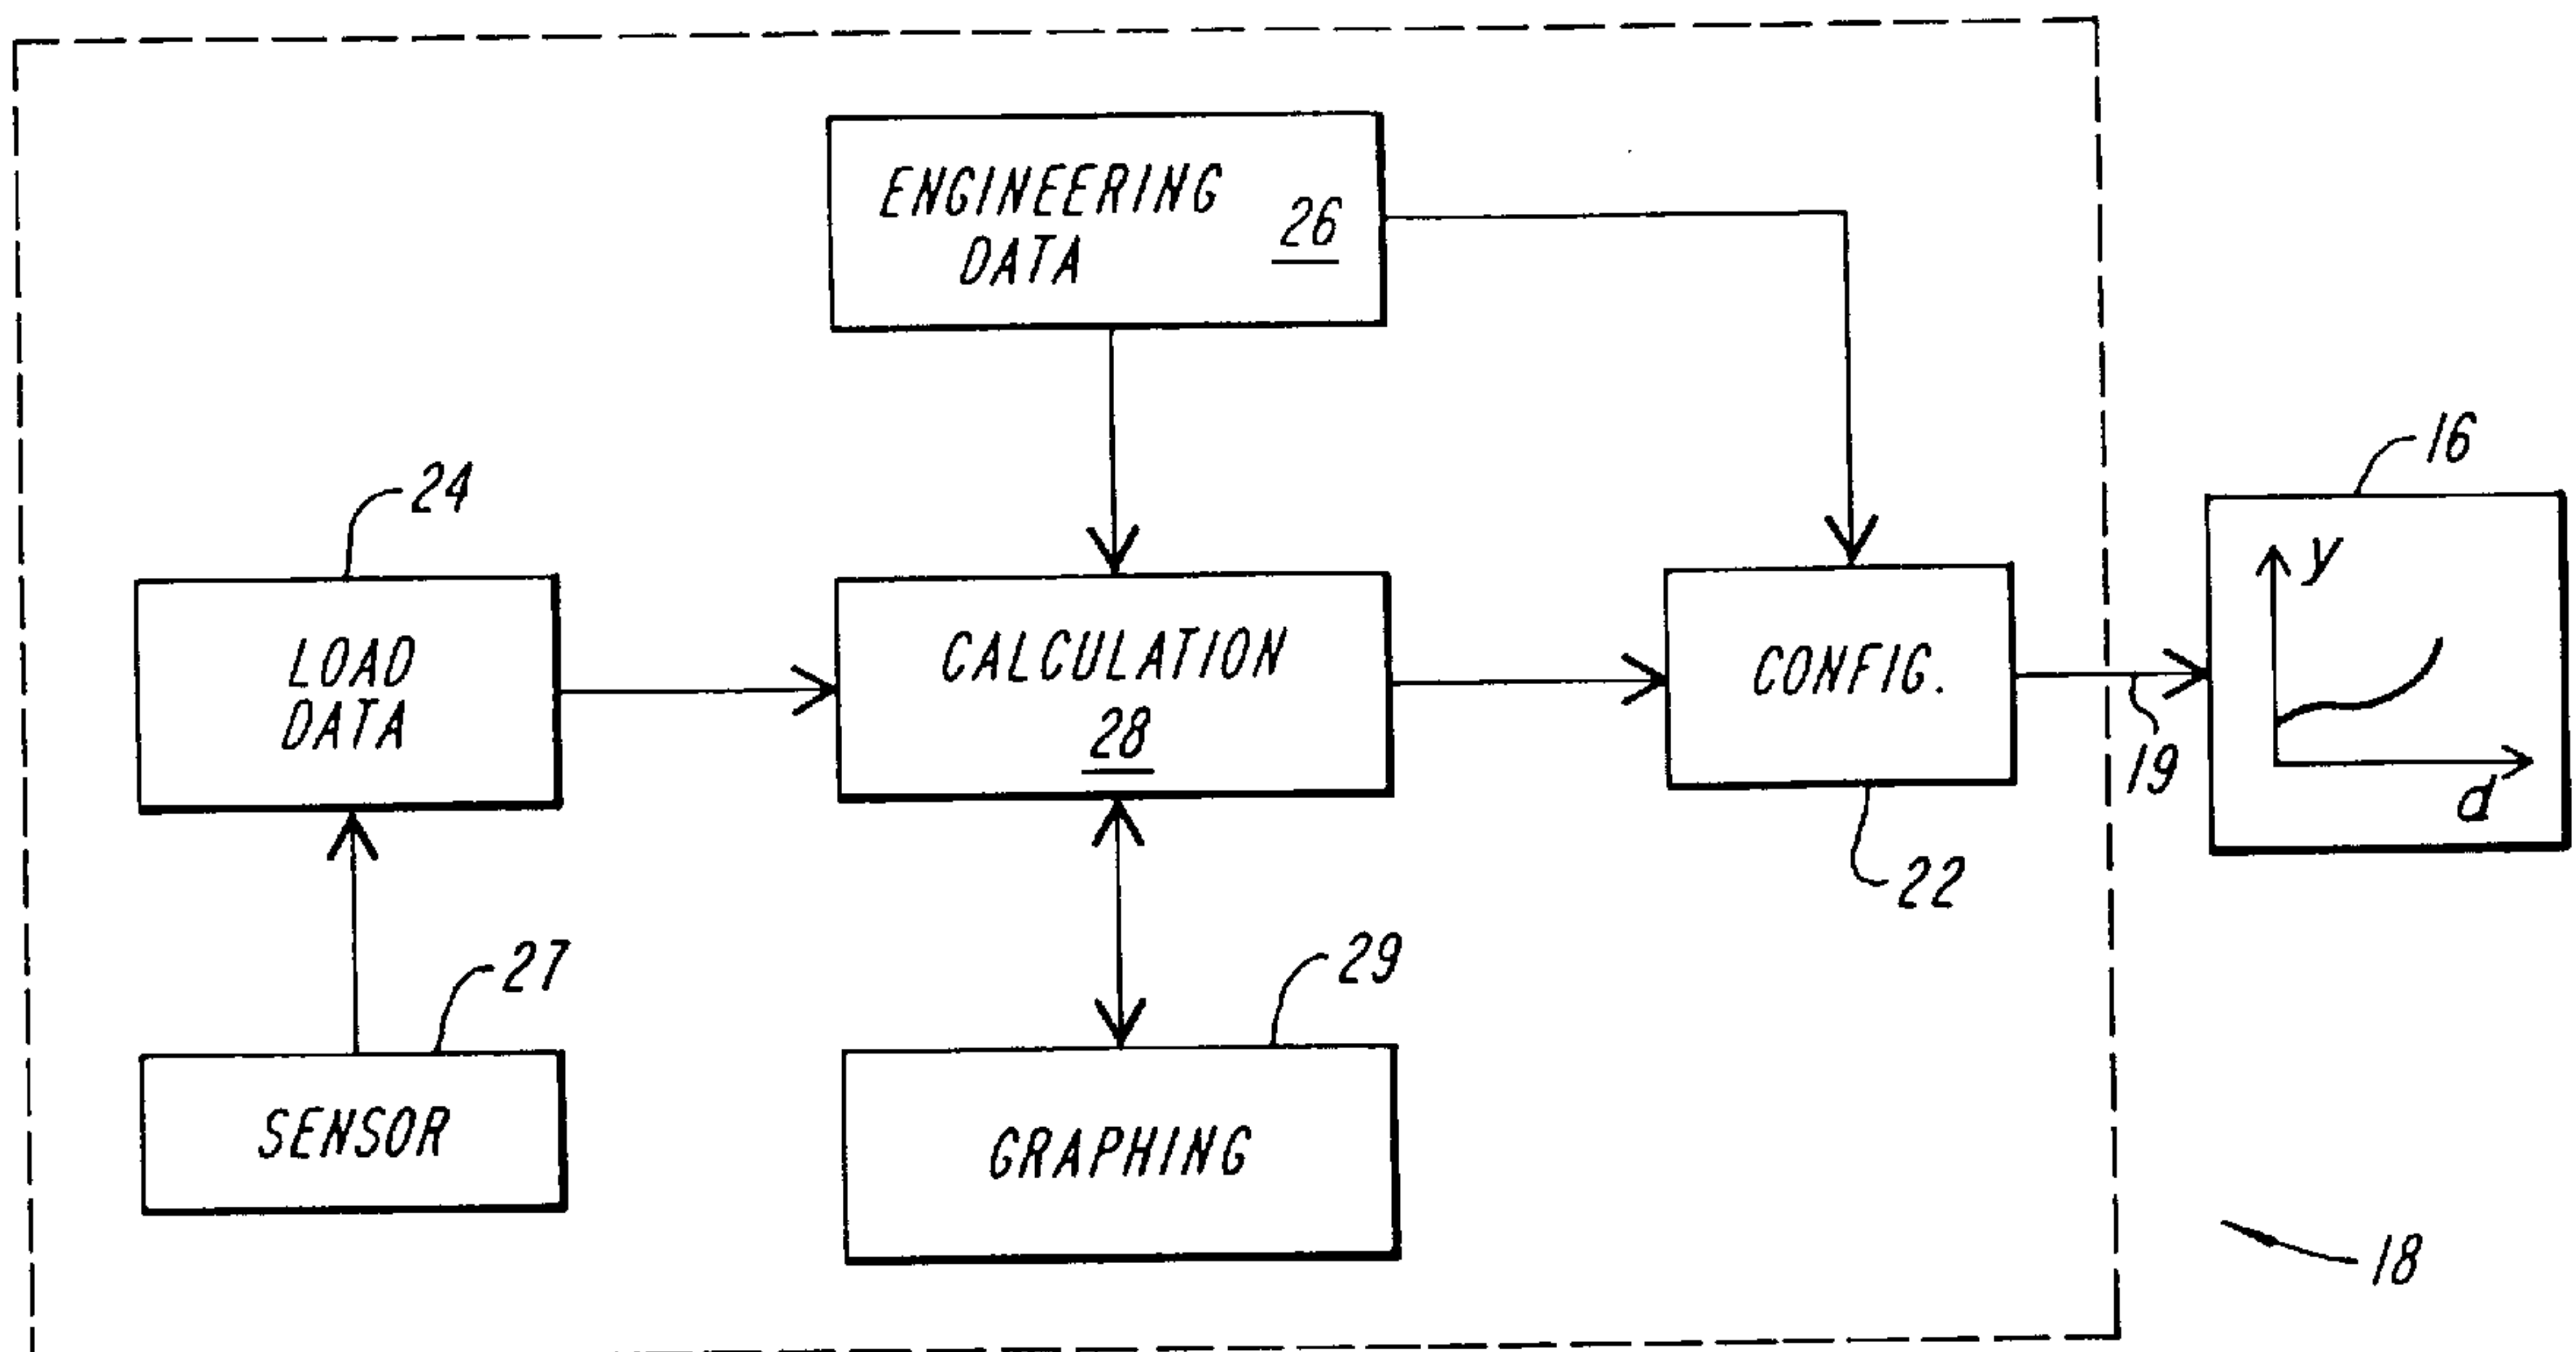 ENGINEERING
DATA
26
24
LOAD
DATA
CALCULATION
28
CONFIG.
22
19
16
y
d
27
SENSOR
29
GRAPHING
18